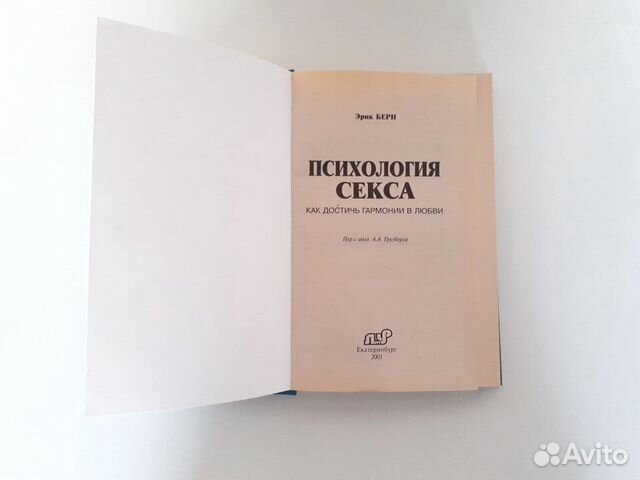 Эрик БЕРН
ПСИХОЛОГИЯ
СЕКСА
КАК ДОСТИЧЬ ГАРМОНИИ В ЛЮБВИ
Пер. с англ. А.А. Грузберга
Екатеринбург
2001
Avito